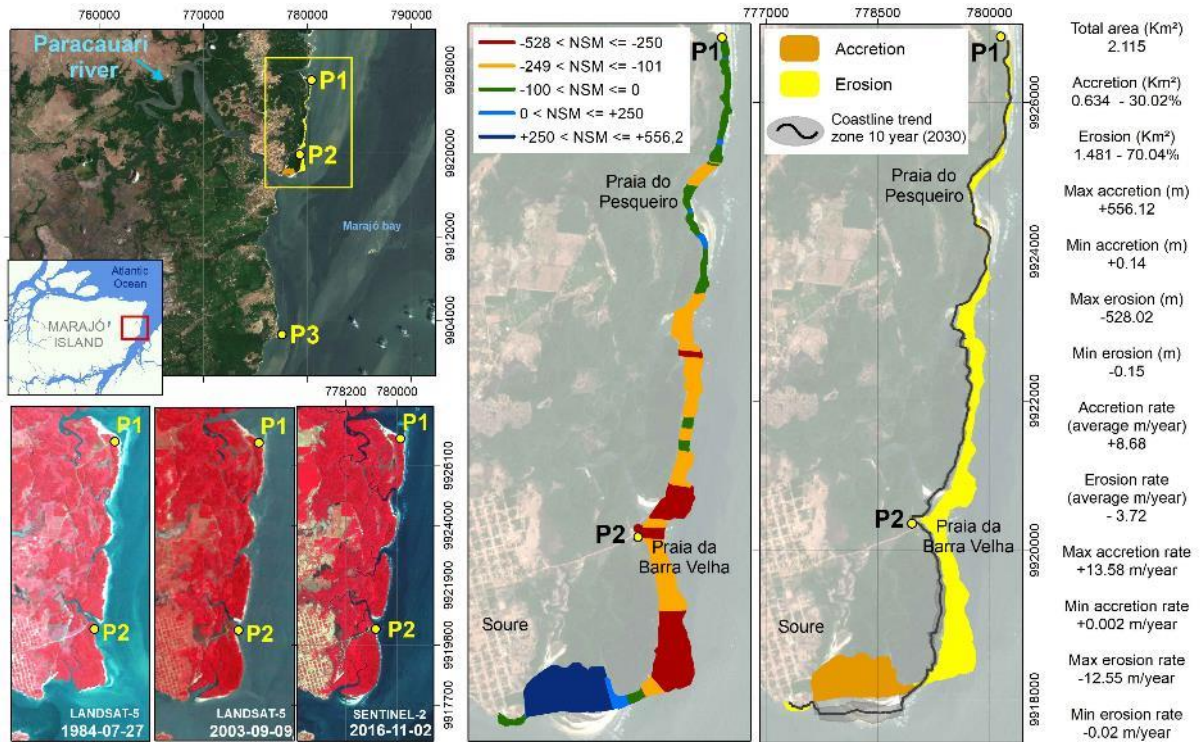 760000
770000
780000
790000
Paracauari
river
P1
P2
Marajó bay
P3
9928000
9920000
9912000
9904000
Atlantic
Ocean
MARAJÓ
ISLAND
778200
780000
P1
P2
LANDSAT-5
1984-07-27
P1
P2
LANDSAT-5
2003-09-09
P1
P2
SENTINEL-2
2016-11-02
9926100
9924000
9921900
9919800
9917700
-528 < NSM <= -250
-249 < NSM <= -101
-100 < NSM <= 0
0 < NSM <= +250
+250 < NSM <= +556,2
P1
Praia do
Pesqueiro
P2
Praia da
Barra Velha
Soure
7777000
7778500
780000
Accretion
Erosion
Coastline trend
zone 10 year (2030)
P1
Praia do
Pesqueiro
P2
Praia da
Barra Velha
Soure
9926000
9924000
9922000
9920000
9918000
Total area (Km²)
2.115
Accretion (Km²)
0.634 - 30.02%
Erosion (Km²)
1.481 - 70.04%
Max accretion (m)
+556.12
Min accretion (m)
+0.14
Max erosion (m)
-528.02
Min erosion (m)
-0.15
Accretion rate
(average m/year)
+8.68
Erosion rate
(average m/year)
- 3.72
Max accretion rate
+13.58 m/year
Min accretion rate
+0.002 m/year
Max erosion rate
-12.55 m/year
Min erosion rate
-0.02 m/year